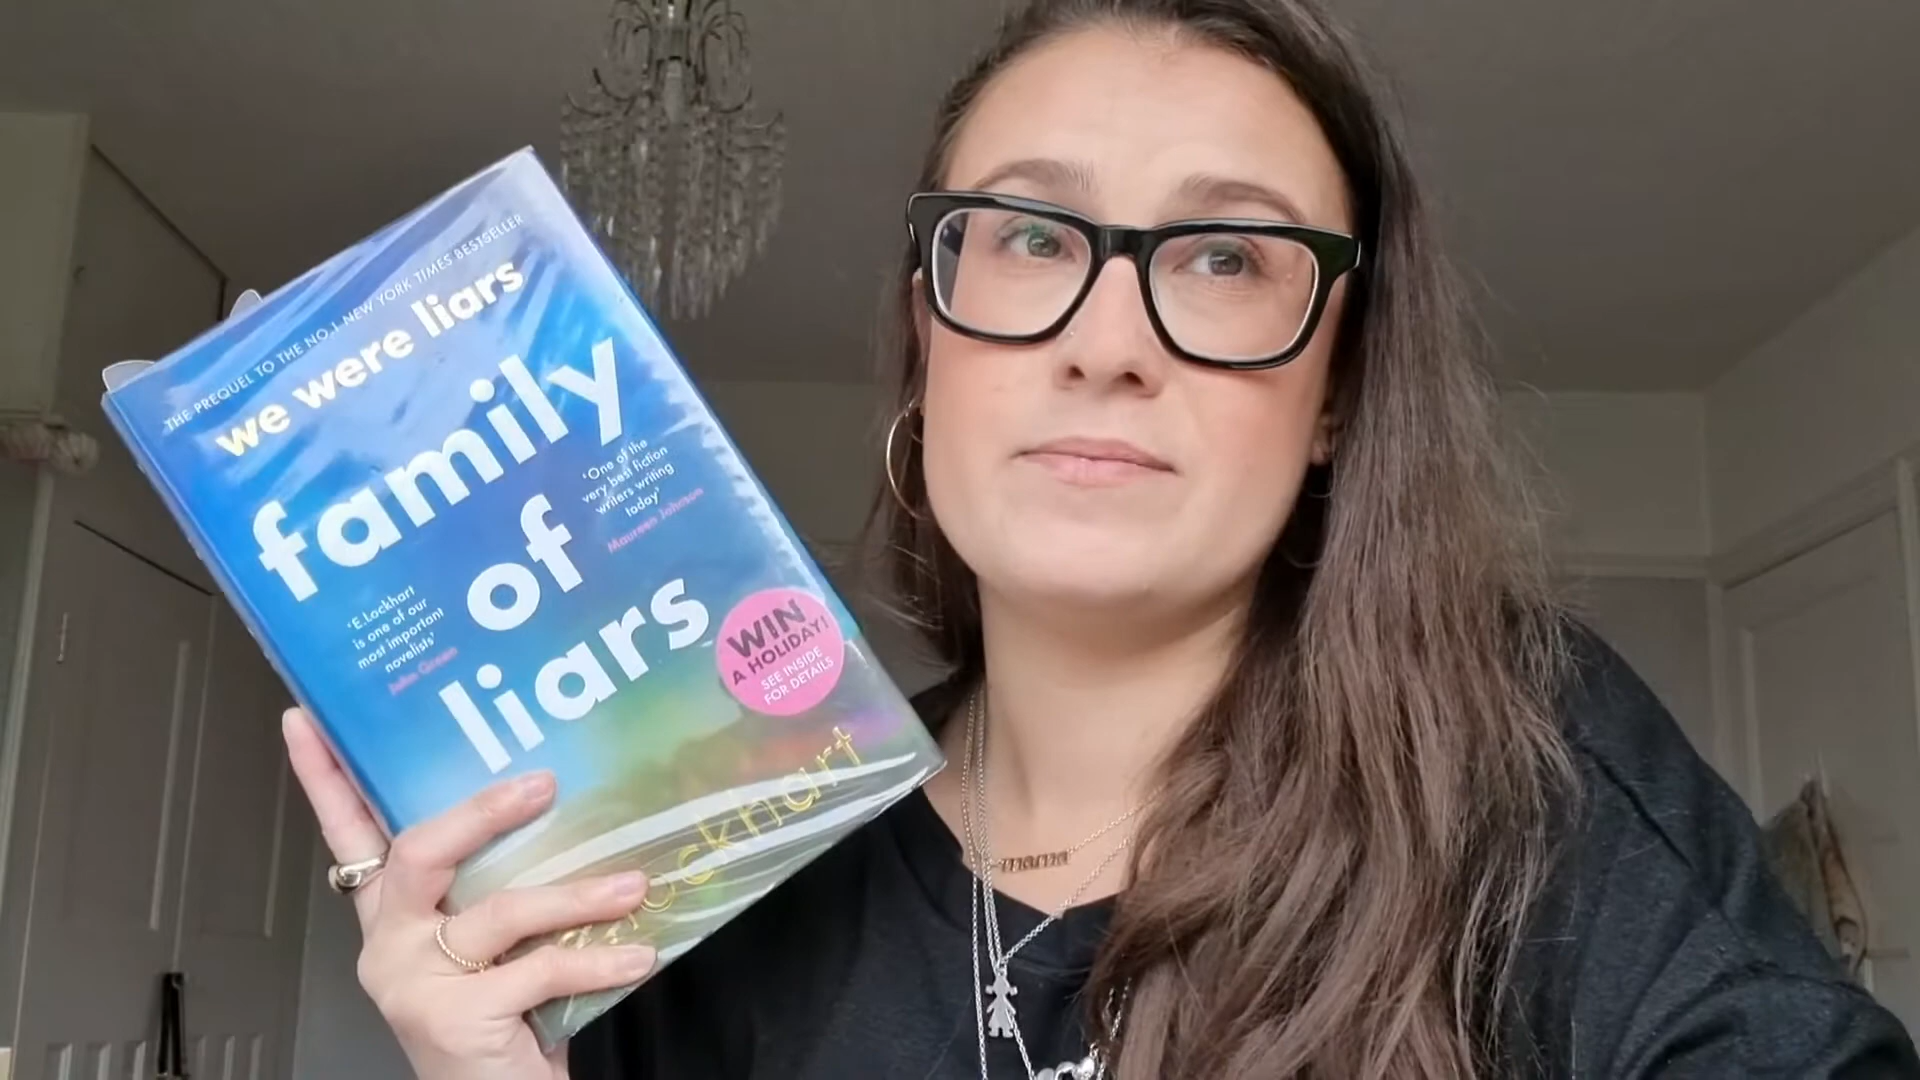 THE PREQUEL TO THE NO.1 NEW YORK TIMES BESTSELLER
we were liars
family
of
liars
'One of the
very best fiction
writers writing
today'
Maureen Johnson
'E. Lockhart
is one of our
most important
novelists'
John Green
WIN
A HOLIDAY!
SEE INSIDE
FOR DETAILS
e. lockhart
mama